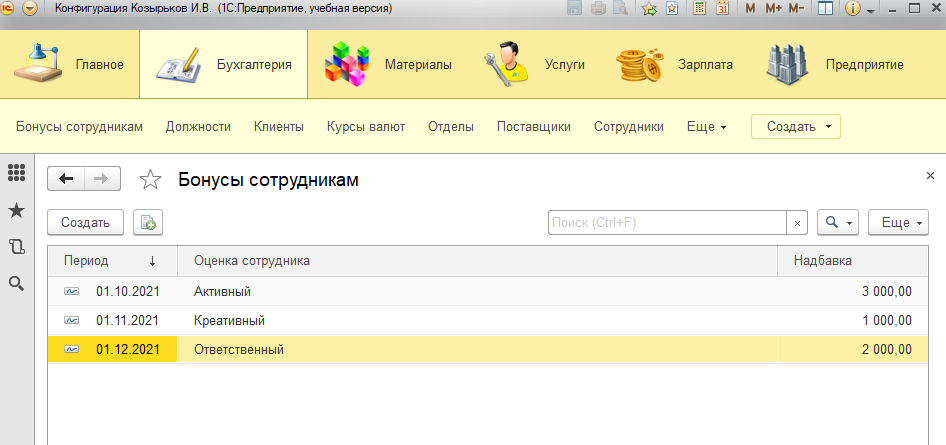 Конфигурация Козырьков И.В. (1С:Предприятие, учебная версия)
31 M M+ M-
Главное Бухгалтерия Материалы Услуги Зарплата Предприятие
Бонусы сотрудникам Должности Клиенты Курсы валют Отделы Поставщики Сотрудники Еще Создать
Бонусы сотрудникам ×
Создать Поиск (Ctrl+F) × Еще
Период ↓ Оценка сотрудника Надбавка
01.10.2021 Активный 3 000,00
01.11.2021 Креативный 1 000,00
01.12.2021 Ответственный 2 000,00